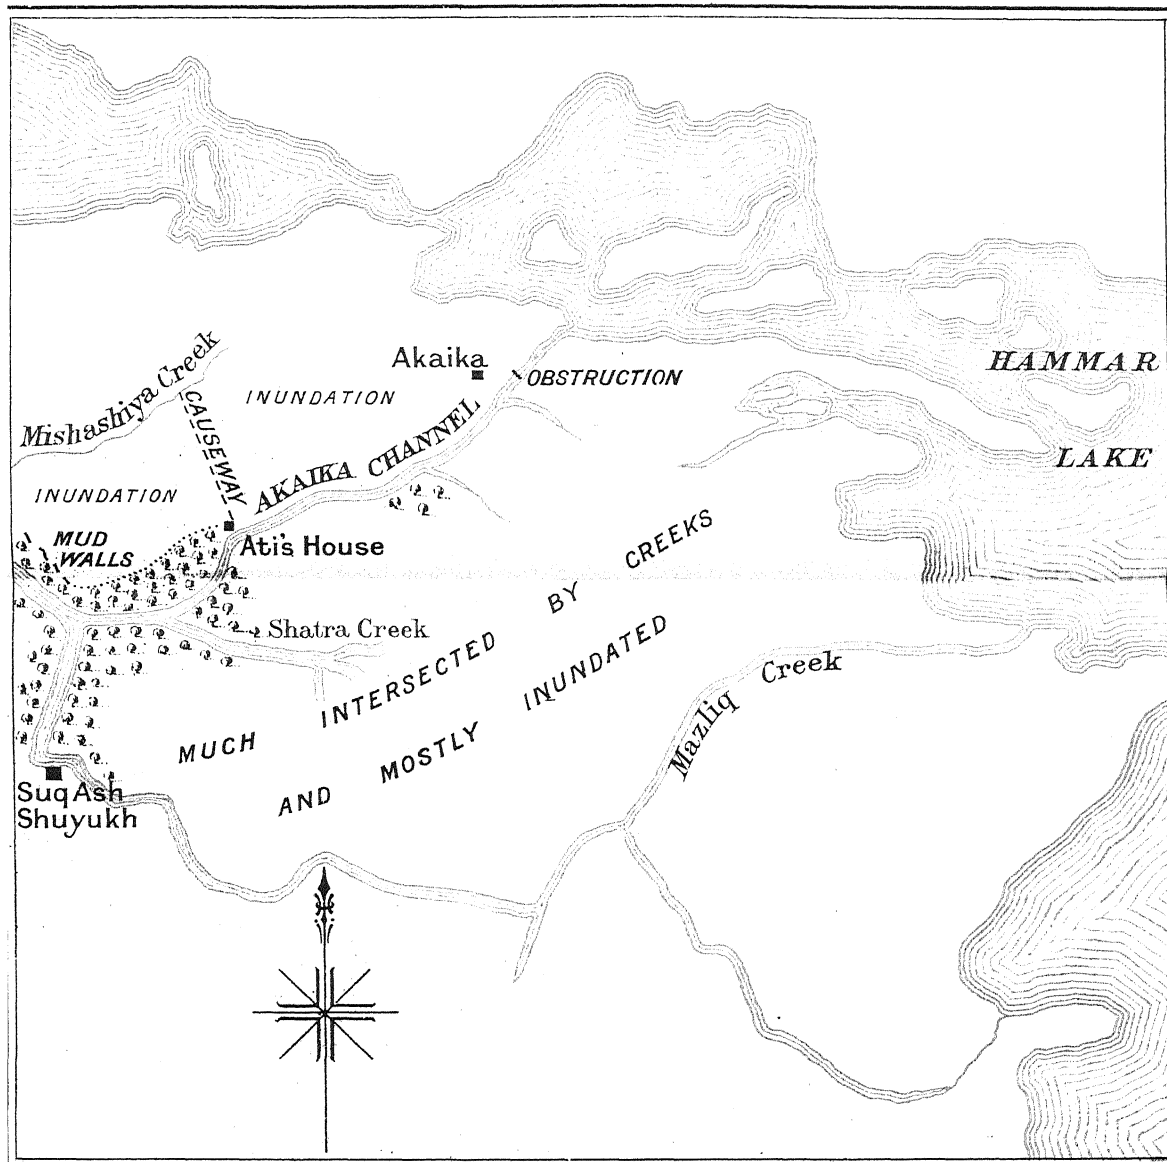 HAMMAR
LAKE
Akaika
OBSTRUCTION
Mishashiya Creek
CAUSEWAY
INUNDATION
AKAIKA CHANNEL
INUNDATION
MUD
WALLS
Ati's House
Shatra Creek
MUCH INTERSECTED BY CREEKS
AND MOSTLY INUNDATED
Mazliq Creek
Suq Ash
Shuyukh